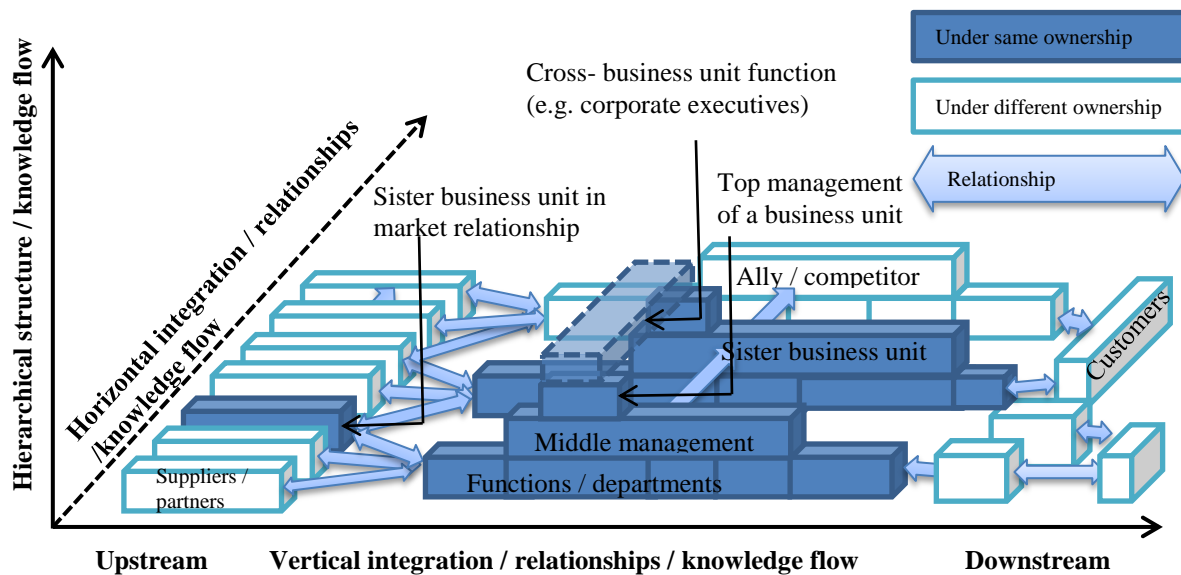 Under same ownership
Cross- business unit function
(e.g. corporate executives)
Under different ownership
Relationship
Hierarchical structure / knowledge flow
Horizontal integration / relationships
/knowledge flow
Sister business unit in
market relationship
Top management
of a business unit
Ally / competitor
Sister business unit
Customers
Middle management
Suppliers /
partners
Functions / departments
Upstream
Vertical integration / relationships / knowledge flow
Downstream